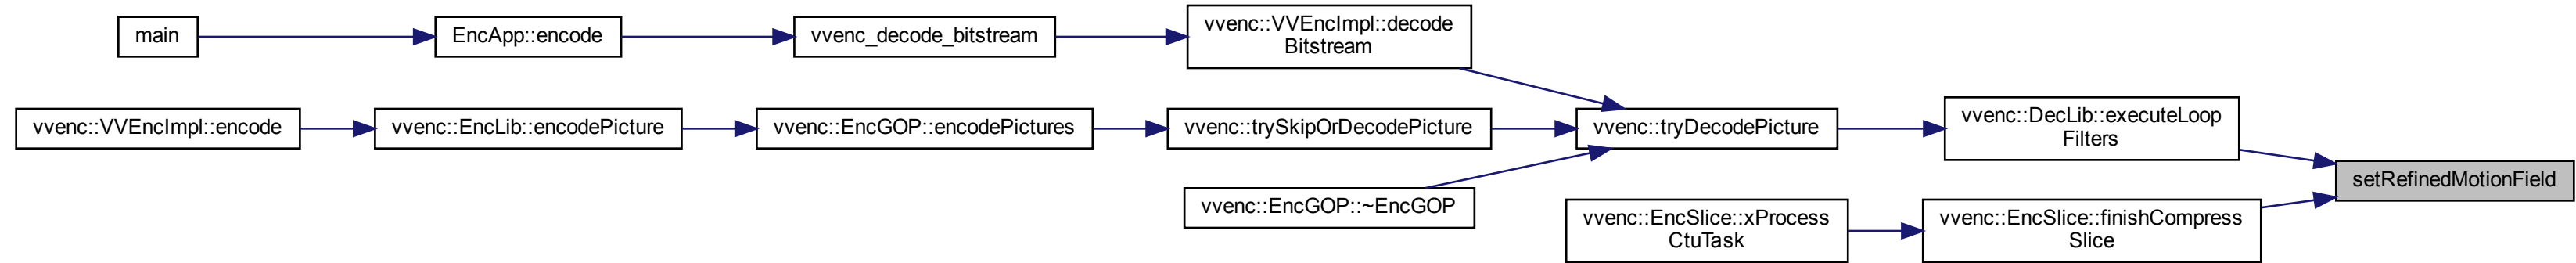 main
EncApp::encode
vvenc_decode_bitstream
vvenc::VVEncImpl::decode
Bitstream
vvenc::VVEncImpl::encode
vvenc::EncLib::encodePicture
vvenc::EncGOP::encodePictures
vvenc::trySkipOrDecodePicture
vvenc::tryDecodePicture
vvenc::DecLib::executeLoop
Filters
setRefinedMotionField
vvenc::EncGOP::~EncGOP
vvenc::EncSlice::xProcess
CtuTask
vvenc::EncSlice::finishCompress
Slice